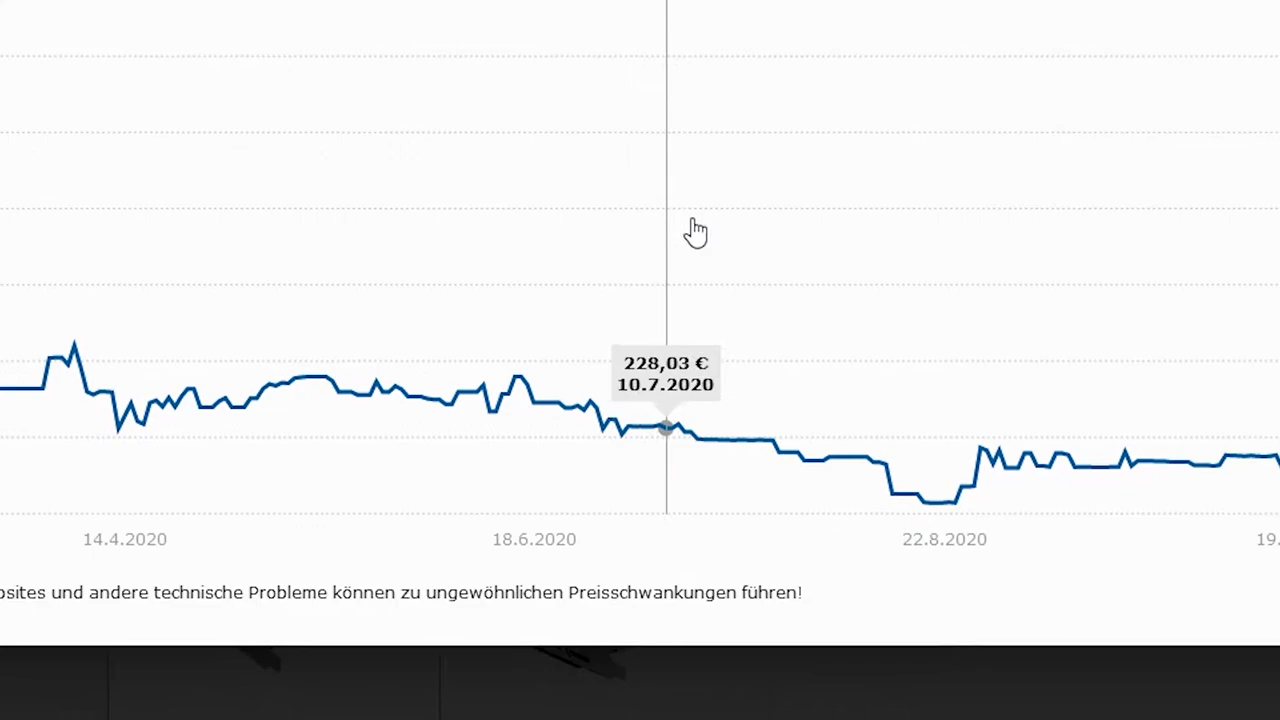 228,03 €
10.7.2020
14.4.2020 18.6.2020 22.8.2020 19.
und andere technische Probleme können zu ungewöhnlichen Preisschwankungen führen!